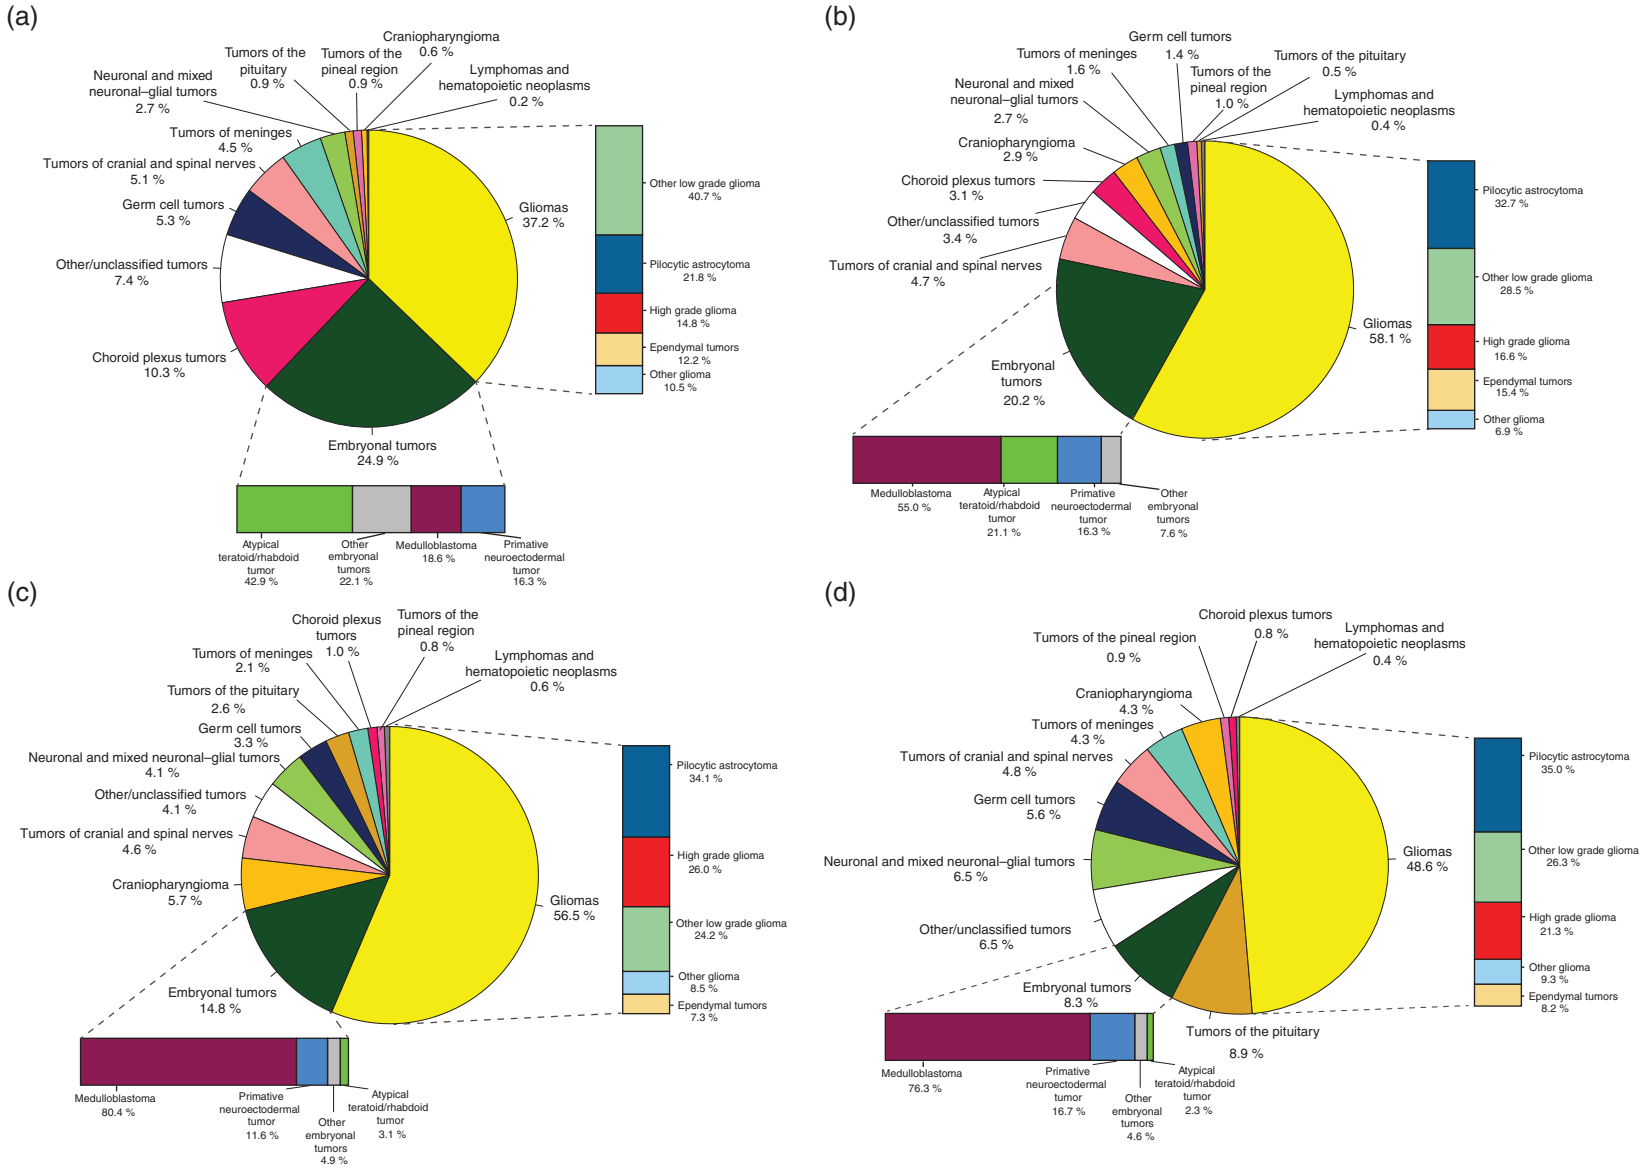 (a)
Craniopharyngioma
0.6 %
Tumors of the
pituitary
0.9 %
Tumors of the
pineal region
0.9 %
Lymphomas and
hematopoietic neoplasms
0.2 %
Neuronal and mixed
neuronal–glial tumors
2.7 %
Tumors of meninges
4.5 %
Tumors of cranial and spinal nerves
5.1 %
Germ cell tumors
5.3 %
Other/unclassified tumors
7.4 %
Choroid plexus tumors
10.3 %
Embryonal tumors
24.9 %
Gliomas
37.2 %
Other low grade glioma
40.7 %
Pilocytic astrocytoma
21.8 %
High grade glioma
14.8 %
Ependymal tumors
12.2 %
Other glioma
10.5 %
Atypical
teratoid/rhabdoid
tumor
42.9 %
Other
embryonal
tumors
22.1 %
Medulloblastoma
18.6 %
Primative
neuroectodermal
tumor
16.3 %
(b)
Germ cell tumors
1.4 %
Tumors of meninges
1.6 %
Tumors of the pituitary
0.5 %
Tumors of the
pineal region
1.0 %
Lymphomas and
hematopoietic neoplasms
0.4 %
Neuronal and mixed
neuronal–glial tumors
2.7 %
Craniopharyngioma
2.9 %
Choroid plexus tumors
3.1 %
Other/unclassified tumors
3.4 %
Tumors of cranial and spinal nerves
4.7 %
Embryonal
tumors
20.2 %
Gliomas
58.1 %
Pilocytic astrocytoma
32.7 %
Other low grade glioma
28.5 %
High grade glioma
16.6 %
Ependymal tumors
15.4 %
Other glioma
6.9 %
Medulloblastoma
55.0 %
Atypical
teratoid/rhabdoid
tumor
21.1 %
Primative
neuroectodermal
tumor
16.3 %
Other
embryonal
tumors
7.6 %
(c)
Choroid plexus
tumors
1.0 %
Tumors of the
pineal region
0.8 %
Tumors of meninges
2.1 %
Lymphomas and
hematopoietic neoplasms
0.6 %
Tumors of the pituitary
2.6 %
Germ cell tumors
3.3 %
Neuronal and mixed neuronal–glial tumors
4.1 %
Other/unclassified tumors
4.1 %
Tumors of cranial and spinal nerves
4.6 %
Craniopharyngioma
5.7 %
Embryonal tumors
14.8 %
Gliomas
56.5 %
Pilocytic astrocytoma
34.1 %
High grade glioma
26.0 %
Other low grade glioma
24.2 %
Other glioma
8.5 %
Ependymal tumors
7.3 %
Medulloblastoma
80.4 %
Primative
neuroectodermal
tumor
11.6 %
Other
embryonal
tumors
4.9 %
Atypical
teratoid/rhabdoid
tumor
3.1 %
(d)
Choroid plexus tumors
0.8 %
Tumors of the pineal region
0.9 %
Lymphomas and
hematopoietic neoplasms
0.4 %
Craniopharyngioma
4.3 %
Tumors of meninges
4.3 %
Tumors of cranial and spinal nerves
4.8 %
Germ cell tumors
5.6 %
Neuronal and mixed neuronal–glial tumors
6.5 %
Other/unclassified tumors
6.5 %
Embryonal tumors
8.3 %
Tumors of the pituitary
8.9 %
Gliomas
48.6 %
Pilocytic astrocytoma
35.0 %
Other low grade glioma
26.3 %
High grade glioma
21.3 %
Other glioma
9.3 %
Ependymal tumors
8.2 %
Medulloblastoma
76.3 %
Primative
neuroectodermal
tumor
16.7 %
Other
embryonal
tumors
4.6 %
Atypical
teratoid/rhabdoid
tumor
2.3 %